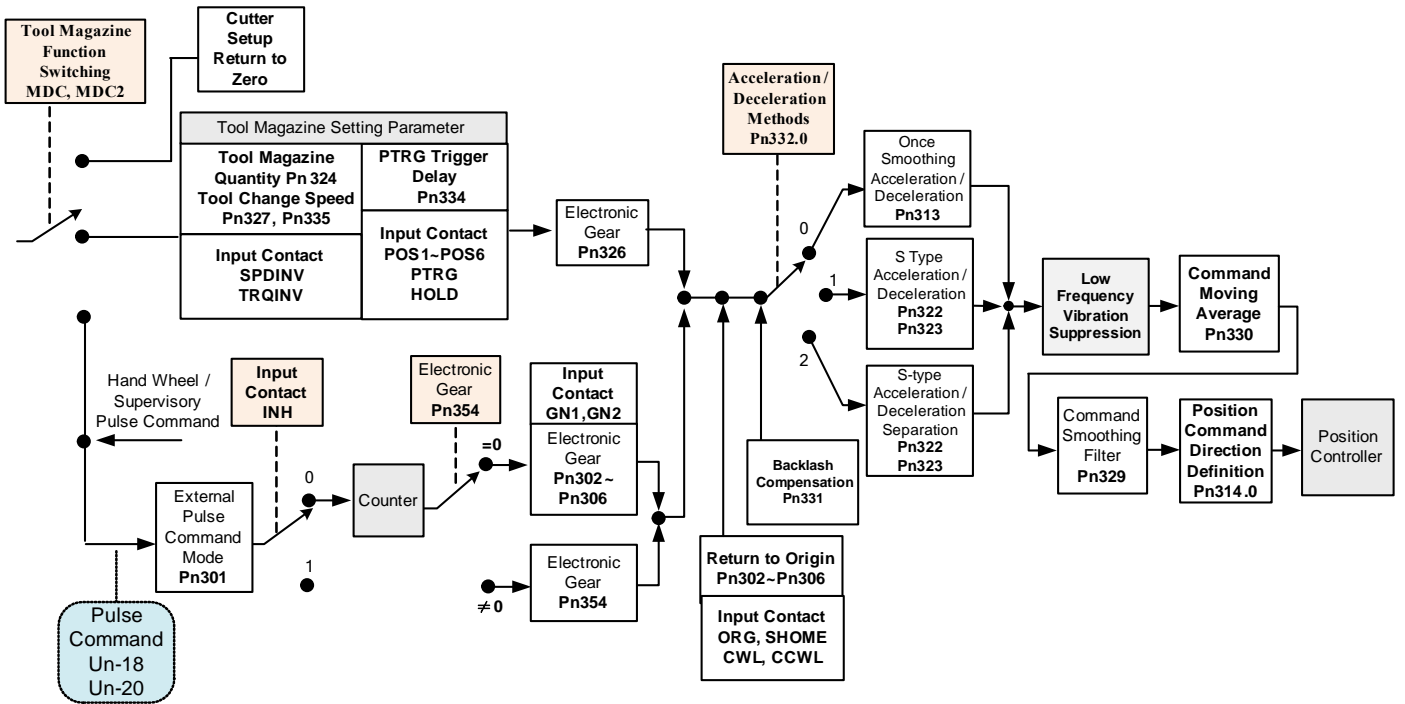 Tool Magazine
Function
Switching
MDC, MDC2
Cutter
Setup
Return to
Zero
Tool Magazine Setting Parameter
Tool Magazine
Quantity Pn324
Tool Change Speed
Pn327, Pn335
PTRG Trigger
Delay
Pn334
Input Contact
SPDINV
TRQINV
Input Contact
POS1~POS6
PTRG
HOLD
Electronic
Gear
Pn326
Acceleration/
Deceleration
Methods
Pn332.0
0
1
2
Once
Smoothing
Acceleration/
Deceleration
Pn313
S Type
Acceleration/
Deceleration
Pn322
Pn323
S-type
Acceleration/
Deceleration
Separation
Pn322
Pn323
Low
Frequency
Vibration
Suppression
Command
Moving
Average
Pn330
Hand Wheel /
Supervisory
Pulse Command
Input
Contact
INH
Electronic
Gear
Pn354
Input
Contact
GN1,GN2
Electronic
Gear
Pn302~
Pn306
External
Pulse
Command
Mode
Pn301
0
1
Counter
=0
≠0
Electronic
Gear
Pn354
Backlash
Compensation
Pn331
Return to Origin
Pn302~Pn306
Input Contact
ORG, SHOME
CWL, CCWL
Command
Smoothing
Filter
Pn329
Position
Command
Direction
Definition
Pn314.0
Position
Controller
Pulse
Command
Un-18
Un-20